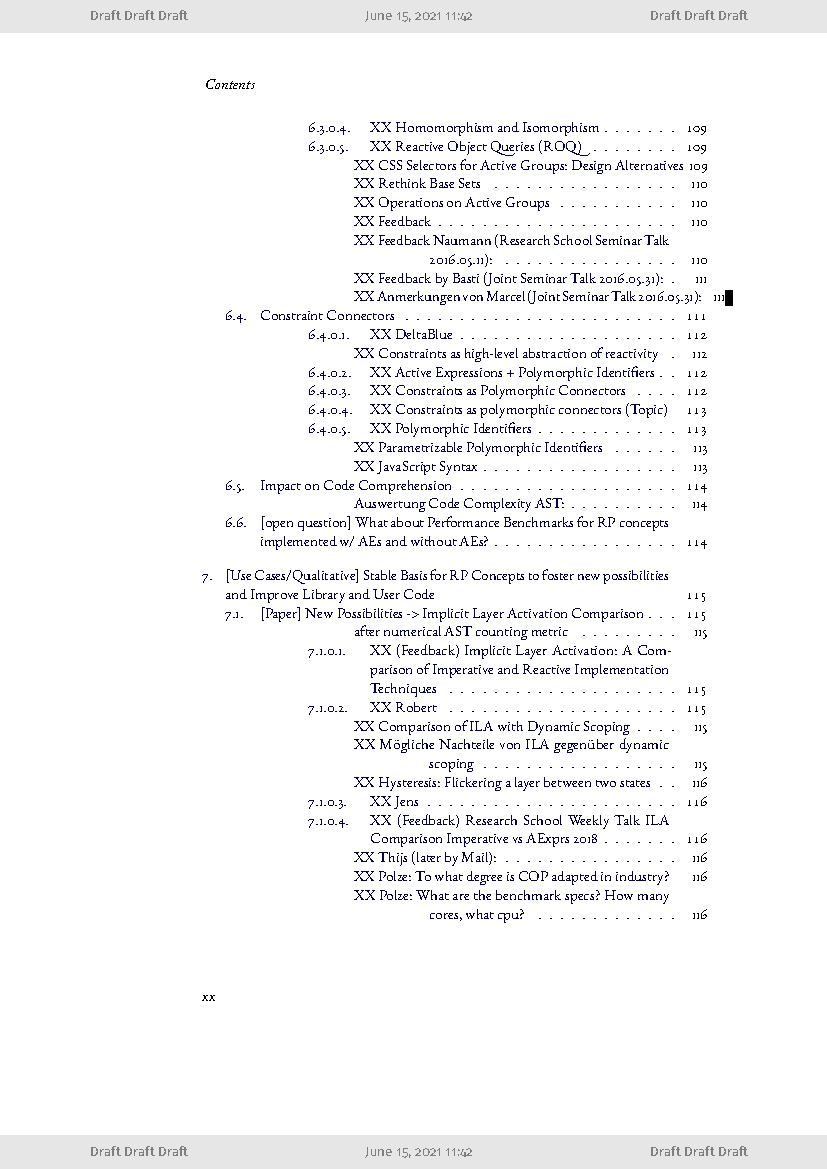 Draft Draft Draft June 15, 2021 11:42 Draft Draft Draft
Contents
6.3.0.4. XX Homomorphism and Isomorphism . . . . . . . 109
6.3.0.5. XX Reactive Object Queries (ROQ) . . . . . . . . 109
XX CSS Selectors for Active Groups: Design Alternatives 109
XX Rethink Base Sets . . . . . . . . . . . . . . . . . 110
XX Operations on Active Groups . . . . . . . . . . . 110
XX Feedback . . . . . . . . . . . . . . . . . . . . . . 110
XX Feedback Naumann (Research School Seminar Talk
2016.05.11): . . . . . . . . . . . . . . . . 110
XX Feedback by Basti (Joint Seminar Talk 2016.05.31): . 111
XX Anmerkungen von Marcel (Joint Seminar Talk 2016.05.31): 111
6.4. Constraint Connectors . . . . . . . . . . . . . . . . . . . . . . . . . 111
6.4.0.1. XX DeltaBlue . . . . . . . . . . . . . . . . . . . . 112
XX Constraints as high-level abstraction of reactivity . 112
6.4.0.2. XX Active Expressions + Polymorphic Identifiers . . 112
6.4.0.3. XX Constraints as Polymorphic Connectors . . . . 112
6.4.0.4. XX Constraints as polymorphic connectors (Topic) 113
6.4.0.5. XX Polymorphic Identifiers . . . . . . . . . . . . . 113
XX Parametrizable Polymorphic Identifiers . . . . . . 113
XX JavaScript Syntax . . . . . . . . . . . . . . . . . . 113
6.5. Impact on Code Comprehension . . . . . . . . . . . . . . . . . . . . 114
Auswertung Code Complexity AST: . . . . . . . . . . 114
6.6. [open question] What about Performance Benchmarks for RP concepts
implemented w/ AEs and without AEs? . . . . . . . . . . . . . . . . . 114
7. [Use Cases/Qualitative] Stable Basis for RP Concepts to foster new possibilities
and Improve Library and User Code 115
7.1. [Paper] New Possibilities -> Implicit Layer Activation Comparison . . . 115
after numerical AST counting metric . . . . . . . . . 115
7.1.0.1. XX (Feedback) Implicit Layer Activation: A Com-
parison of Imperative and Reactive Implementation
Techniques . . . . . . . . . . . . . . . . . . . . . 115
7.1.0.2. XX Robert . . . . . . . . . . . . . . . . . . . . . 115
XX Comparison of ILA with Dynamic Scoping . . . . 115
XX Mögliche Nachteile von ILA gegenüber dynamic
scoping . . . . . . . . . . . . . . . . . . 115
XX Hysteresis: Flickering a layer between two states . . 116
7.1.0.3. XX Jens . . . . . . . . . . . . . . . . . . . . . . . 116
7.1.0.4. XX (Feedback) Research School Weekly Talk ILA
Comparison Imperative vs AExprs 2018 . . . . . . . 116
XX Thijs (later by Mail): . . . . . . . . . . . . . . . . 116
XX Polze: To what degree is COP adapted in industry? 116
XX Polze: What are the benchmark specs? How many
cores, what cpu? . . . . . . . . . . . . . 116
xx
Draft Draft Draft June 15, 2021 11:42 Draft Draft Draft